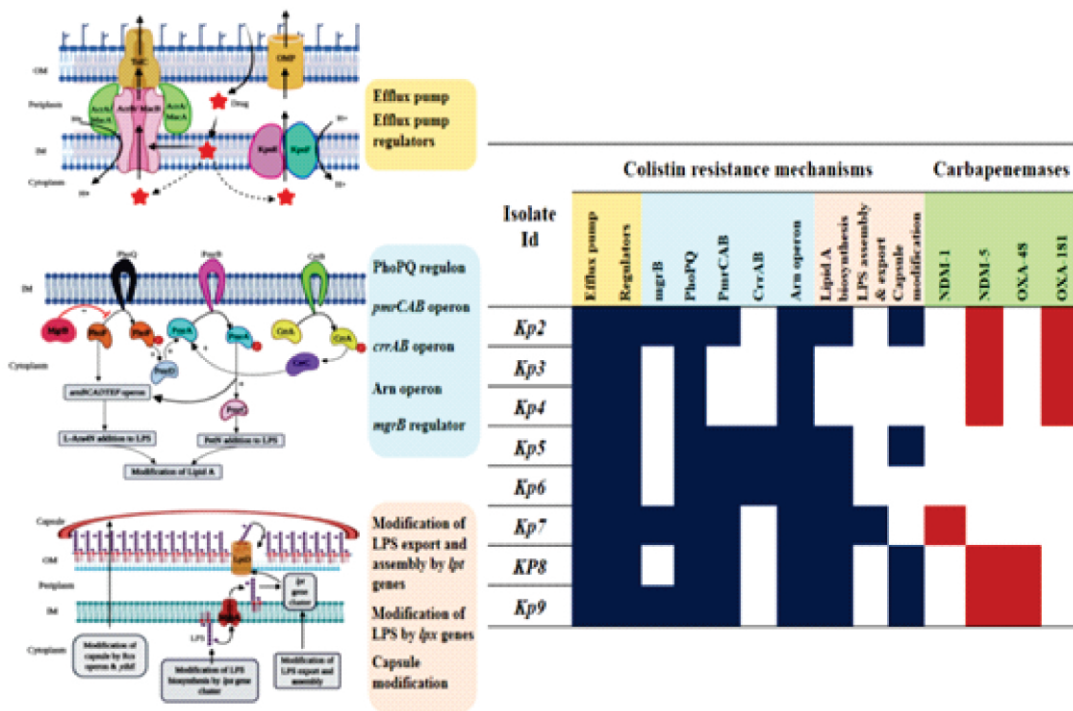 OM
TolC
OMP
Periplasm
AcrA/
MacA
AcrB/ MacB
AcrA/
MacA
Drug
H+
H+
IM
KpnE
KpnF
Cytoplasm
H+
H+
Efflux pump
Efflux pump
regulators
PhoQ
PmrB
CrrB
IM
MgrB
PhoP
PhoP
PmrA
PmrA
CrrA
CrrA
PmrD
CrrC
Cytoplasm
arnBCADTEF operon
PmrC
L-Ara4N addition to LPS
PetN addition to LPS
Modification of Lipid A
PhoPQ regulon
pmrCAB operon
crrAB operon
Arn operon
mgrB regulator
Capsule
OM
LptD
Periplasm
lpt
gene
cluster
IM
LPS
Cytoplasm
Modification of
capsule by Rcs
operon &
Modification of LPS
biosynthesis by lpx gene
cluster
Modification of
LPS export and
assembly
Modification of
LPS export and
assembly by lpt
genes
Modification of
LPS by lpx genes
Capsule
modification
Colistin resistance mechanisms
Carbapenemases
Isolate
Id
Efflux pump
Regulators
mgrB
PhoPQ
PmrCAB
CrrAB
Arn operon
Lipid A
biosynthesis
LPS assembly
& export
Capsule
modification
NDM-1
NDM-5
OXA-48
OXA-181
Kp2
Kp3
Kp4
Kp5
Kp6
Kp7
KP8
Kp9